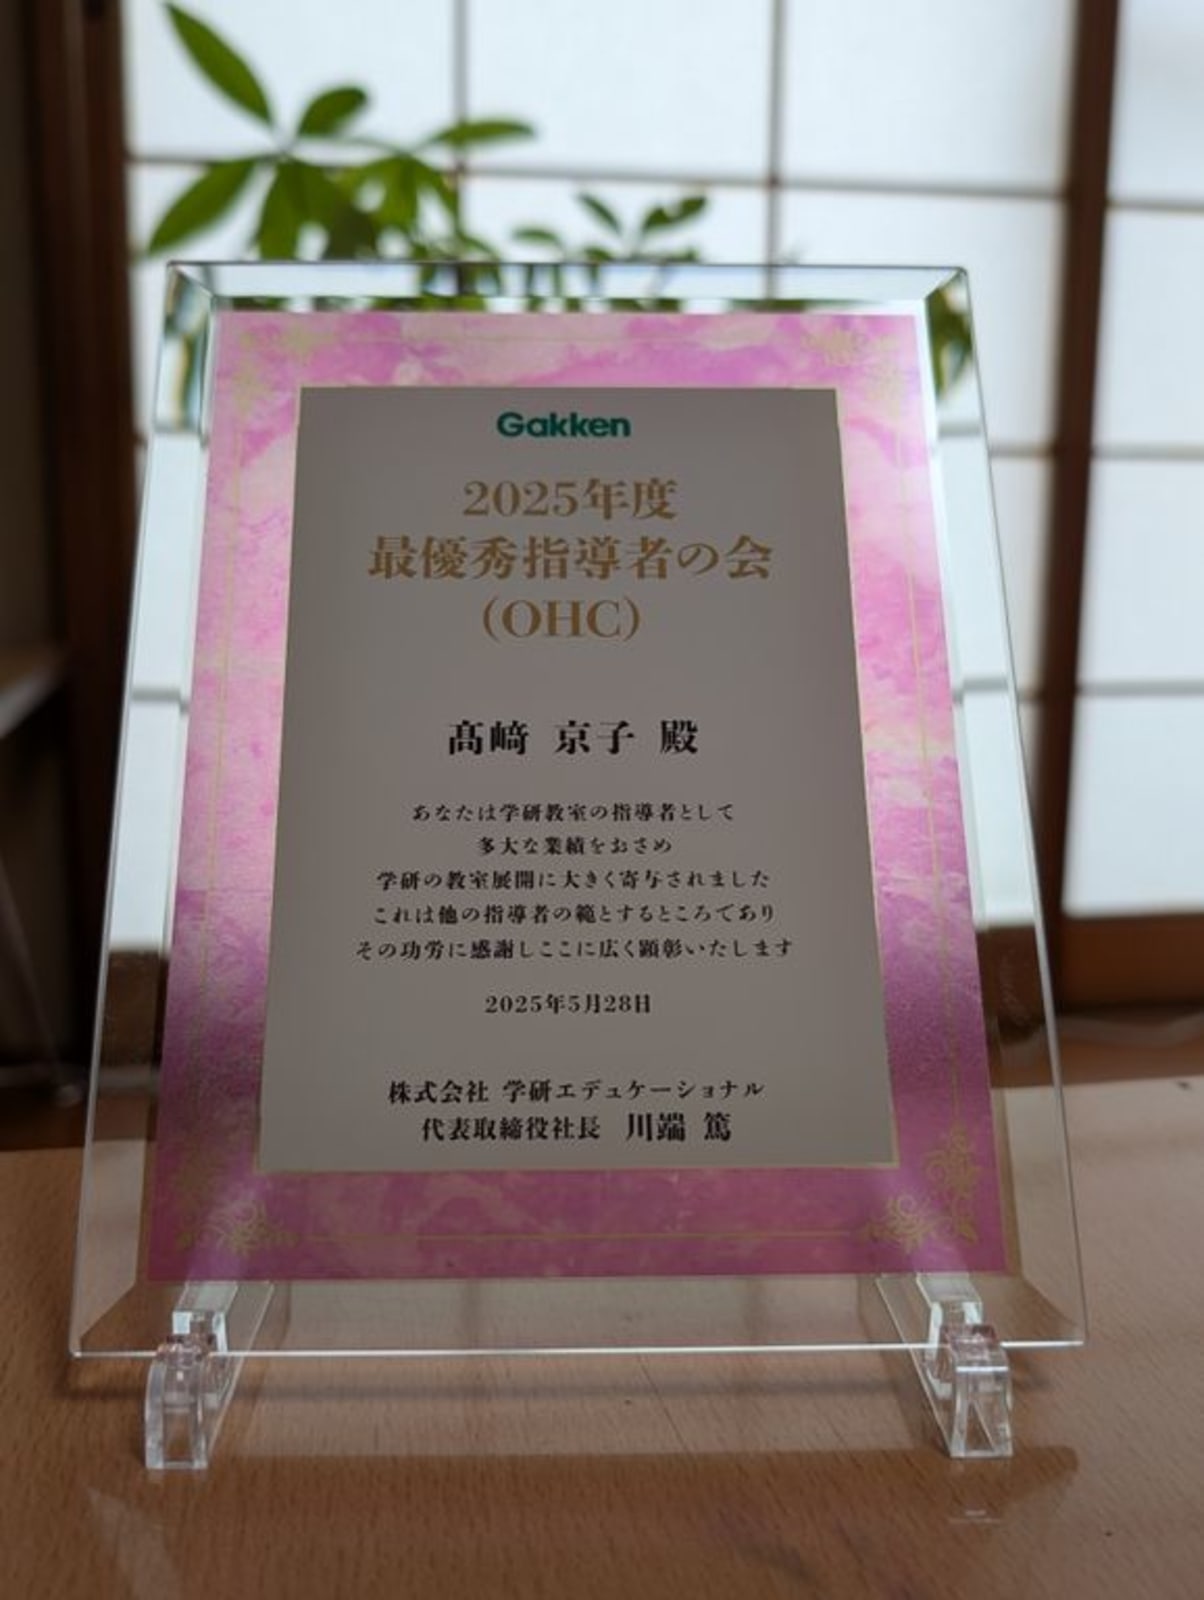 Gakken
2025年度
最優秀指導者の会
(OHC)
髙﨑 京子 殿
あなたは学研教室の指導者として
多大な業績をおさめ
学研の教室展開に大きく寄与されました
これは他の指導者の範とするところであり
その功労に感謝しここに広く顕彰いたします
2025年5月28日
株式会社 学研エデュケーショナル
代表取締役社長 川端 篤